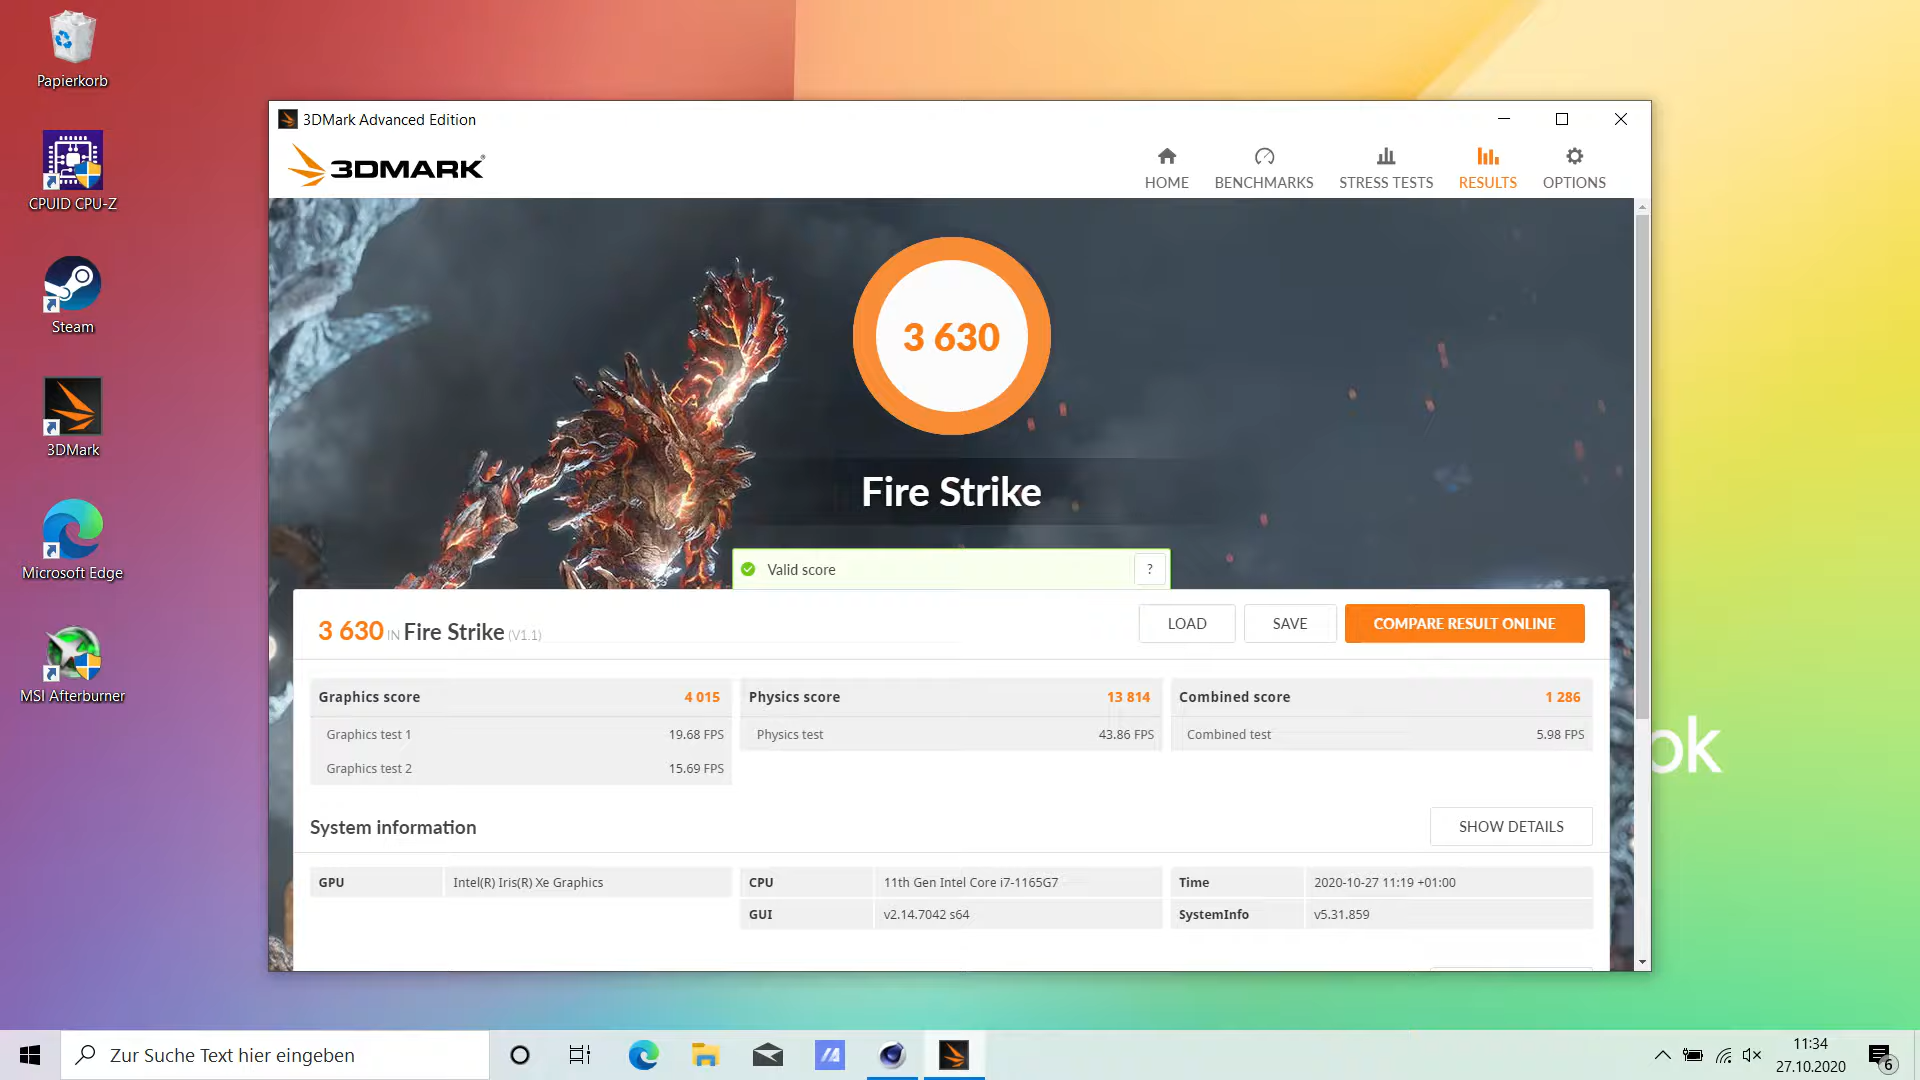 Papierkorb
CPUID CPU-Z
Steam
3DMark
Microsoft Edge
MSI Afterburner
3DMark Advanced Edition
3DMARK
HOME
BENCHMARKS
STRESS TESTS
RESULTS
OPTIONS
3 630
Fire Strike
Valid score
?
3 630 IN Fire Strike (V1.1)
LOAD
SAVE
COMPARE RESULT ONLINE
Graphics score 4 015
Graphics test 1 19.68 FPS
Graphics test 2 15.69 FPS
Physics score 13 814
Physics test 43.86 FPS
Combined score 1 286
Combined test 5.98 FPS
System information
SHOW DETAILS
GPU Intel(R) Iris(R) Xe Graphics
CPU 11th Gen Intel Core i7-1165G7
GUI v2.14.7042 s64
Time 2020-10-27 11:19 +01:00
SystemInfo v5.31.859
ok
Zur Suche Text hier eingeben
11:34
27.10.2020
6